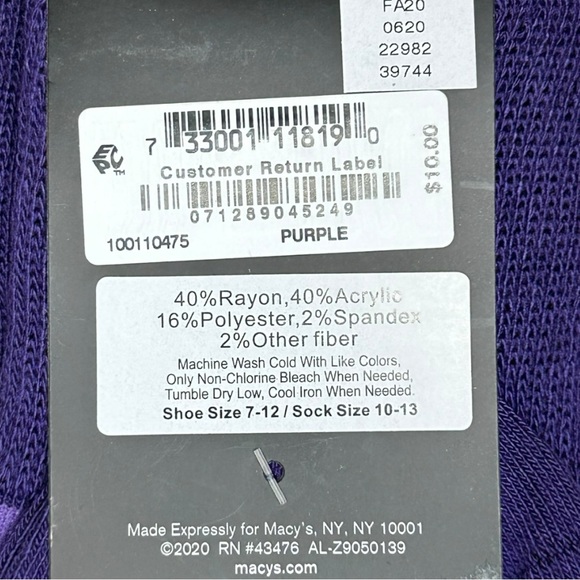 FA20
0620
22982
39744
EPC™
7 33001 11819 0
$10.00
Customer Return Label
071289045249
100110475 PURPLE
40%Rayon,40%Acrylic
16%Polyester,2%Spandex
2%Other fiber
Machine Wash Cold With Like Colors,
Only Non-Chlorine Bleach When Needed,
Tumble Dry Low, Cool Iron When Needed.
Shoe Size 7-12 / Sock Size 10-13
Made Expressly for Macy's, NY, NY 10001
©2020 RN #43476 AL-Z9050139
macys.com